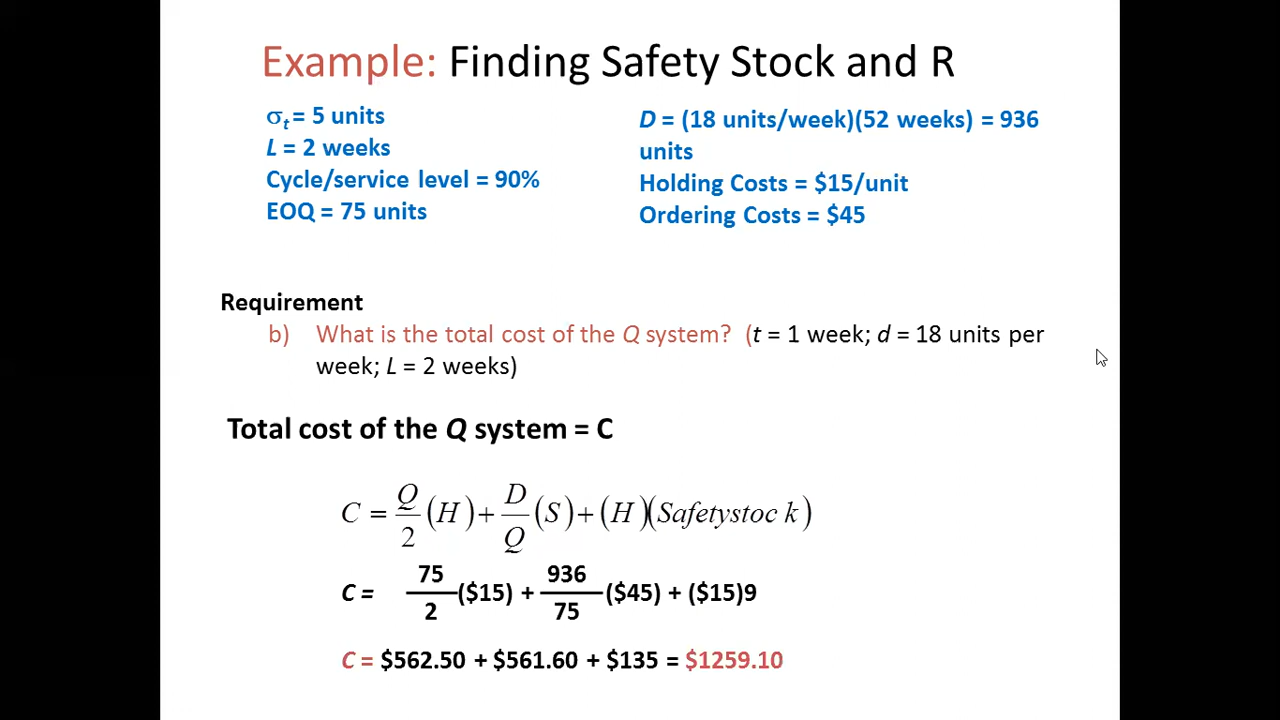 Example: Finding Safety Stock and R
σt = 5 units
L = 2 weeks
Cycle/service level = 90%
EOQ = 75 units
D = (18 units/week)(52 weeks) = 936
units
Holding Costs = $15/unit
Ordering Costs = $45
Requirement
b) What is the total cost of the Q system? (t = 1 week; d = 18 units per
week; L = 2 weeks)
Total cost of the Q system = C
C = Q/2 (H) + D/Q (S) + (H)(Safetystoc k)
C = 75/2 ($15) + 936/75 ($45) + ($15)9
C = $562.50 + $561.60 + $135 = $1259.10